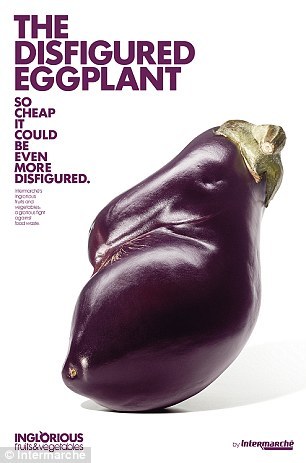 THE
DISFIGURED
EGGPLANT
SO
CHEAP
IT
COULD
BE
EVEN
MORE
DISFIGURED.
Intermarché's
inglorious
fruits and
vegetables:
a glorious fight
against
food waste.
INGLORIOUS
fruits & vegetables
by Intermarché
© Intermarche